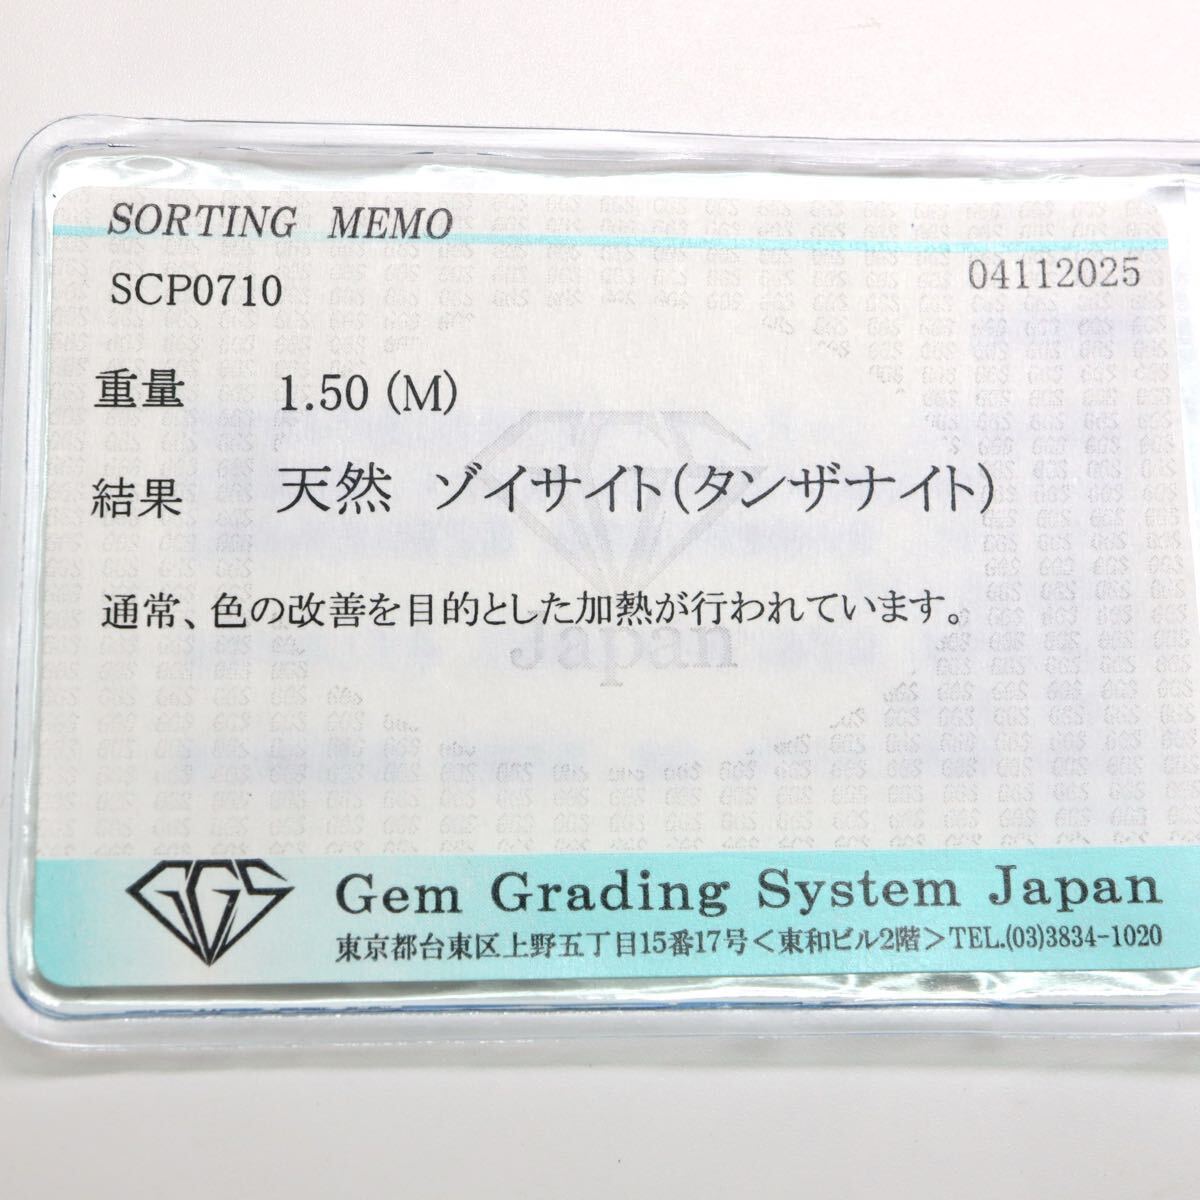 SORTING MEMO
SCP0710 04112025
重量 1.50 (M)
結果 天然 ゾイサイト(タンザナイト)
通常、色の改善を目的とした加熱が行われています。
GGS
Japan
GGS Gem Grading System Japan
東京都台東区上野五丁目15番17号<東和ビル2階>TEL.(03)3834-1020